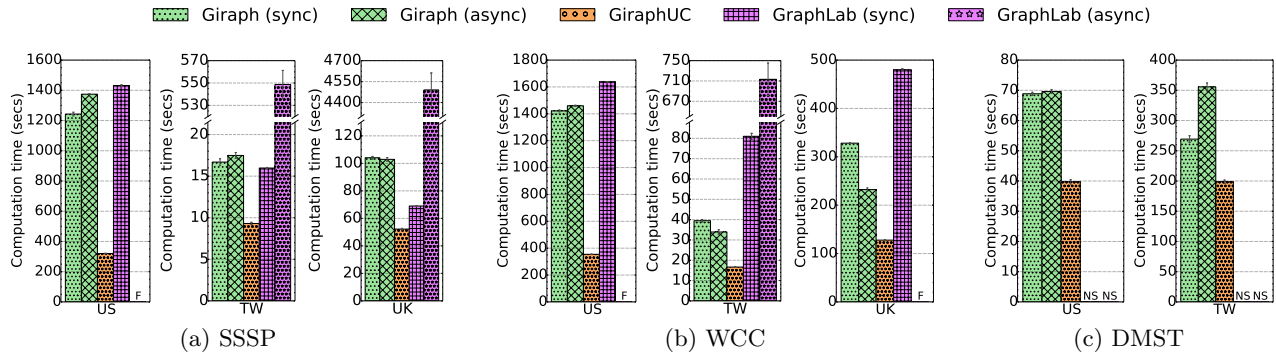 Giraph (sync) Giraph (async) GiraphUC GraphLab (sync) GraphLab (async)
Computation time (secs)
1600
1400
1200
1000
800
600
400
200
0
F
US
Computation time (secs)
570
550
530
20
15
10
5
0
TW
Computation time (secs)
4700
4550
4400
120
100
80
60
40
20
0
UK
(a) SSSP
Computation time (secs)
1800
1600
1400
1200
1000
800
600
400
200
0
F
US
Computation time (secs)
750
710
670
80
70
60
50
40
30
20
10
0
TW
Computation time (secs)
500
400
300
200
100
0
F
UK
(b) WCC
Computation time (secs)
80
70
60
50
40
30
20
10
0
NS NS
US
Computation time (secs)
400
350
300
250
200
150
100
50
0
NS NS
TW
(c) DMST